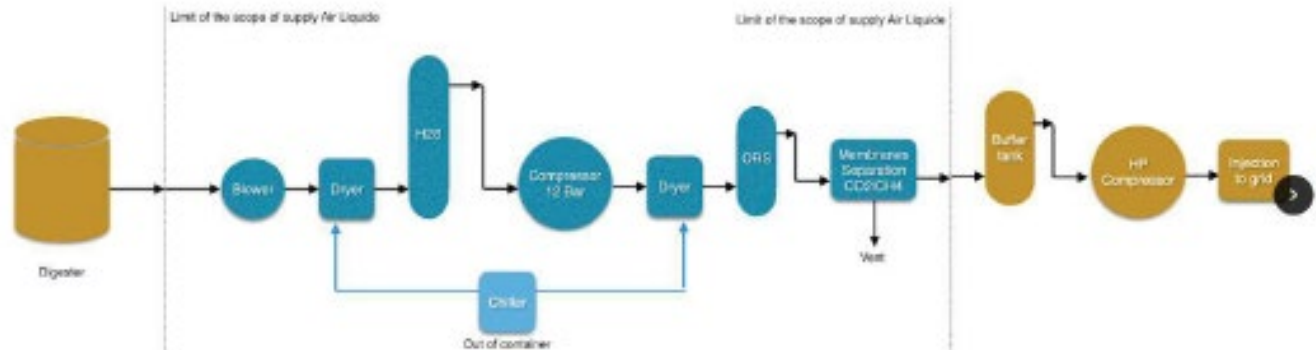 Limit of the scope of supply Air Liquide
Limit of the scope of supply Air Liquide
Digester
Blower
Dryer
H2S
Compressor
12 Bar
Dryer
Membranes
Separation
CO2/CH4
Vent
Chiller
Out of container
Buffer
tank
HP
Compressor
Injection
to grid